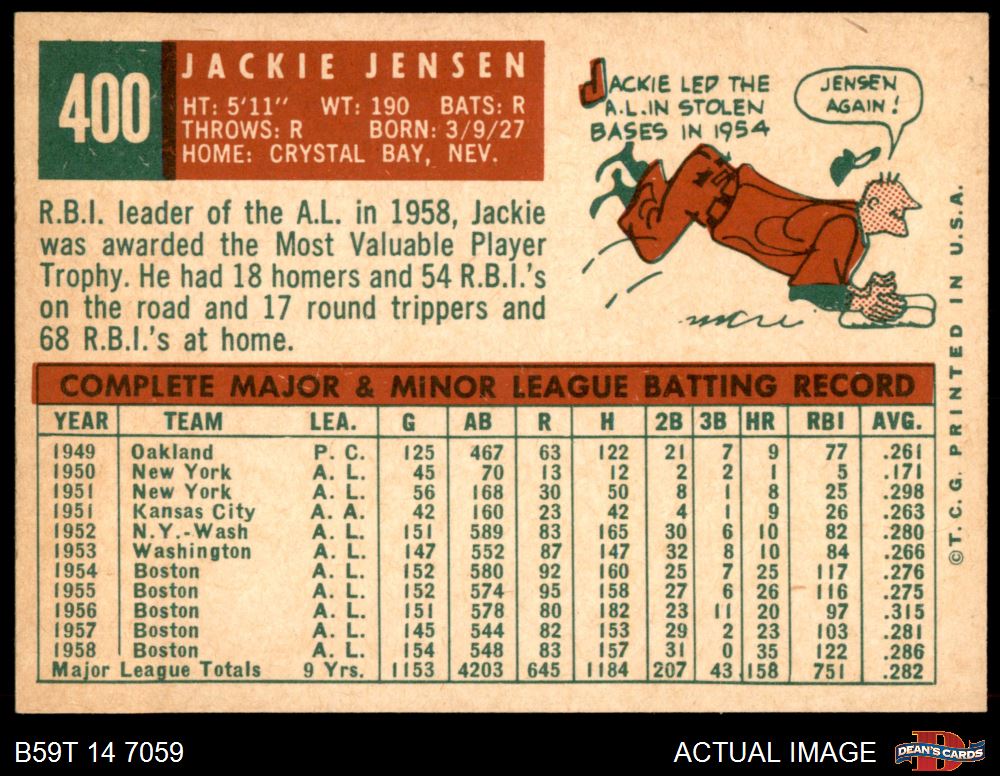 400
JACKIE JENSEN
HT: 5'11" WT: 190 BATS: R
THROWS: R BORN: 3/9/27
HOME: CRYSTAL BAY, NEV.
JACKIE LED THE
A.L. IN STOLEN
BASES IN 1954
JENSEN
AGAIN!
R.B.I. leader of the A.L. in 1958, Jackie
was awarded the Most Valuable Player
Trophy. He had 18 homers and 54 R.B.I.'s
on the road and 17 round trippers and
68 R.B.I.'s at home.
COMPLETE MAJOR & MINOR LEAGUE BATTING RECORD
YEAR TEAM LEA. G AB R H 2B 3B HR RBI AVG.
1949 Oakland P. C. 125 467 63 122 21 7 9 77 .261
1950 New York A. L. 45 70 13 12 2 2 1 5 .171
1951 New York A. L. 56 168 30 50 8 1 8 25 .298
1951 Kansas City A. A. 42 160 23 42 4 1 9 26 .263
1952 N.Y.-Wash A. L. 151 589 83 165 30 6 10 82 .280
1953 Washington A. L. 147 552 87 147 32 8 10 84 .266
1954 Boston A. L. 152 580 92 160 25 7 25 117 .276
1955 Boston A. L. 152 574 95 158 27 6 26 116 .275
1956 Boston A. L. 151 578 80 182 23 11 20 97 .315
1957 Boston A. L. 145 544 82 153 29 2 23 103 .281
1958 Boston A. L. 154 548 83 157 31 0 35 122 .286
Major League Totals 9 Yrs. 1153 4203 645 1184 207 43 158 751 .282
©T.C.G. PRINTED IN U.S.A.
B59T 14 7059
ACTUAL IMAGE
DEAN'S CARDS